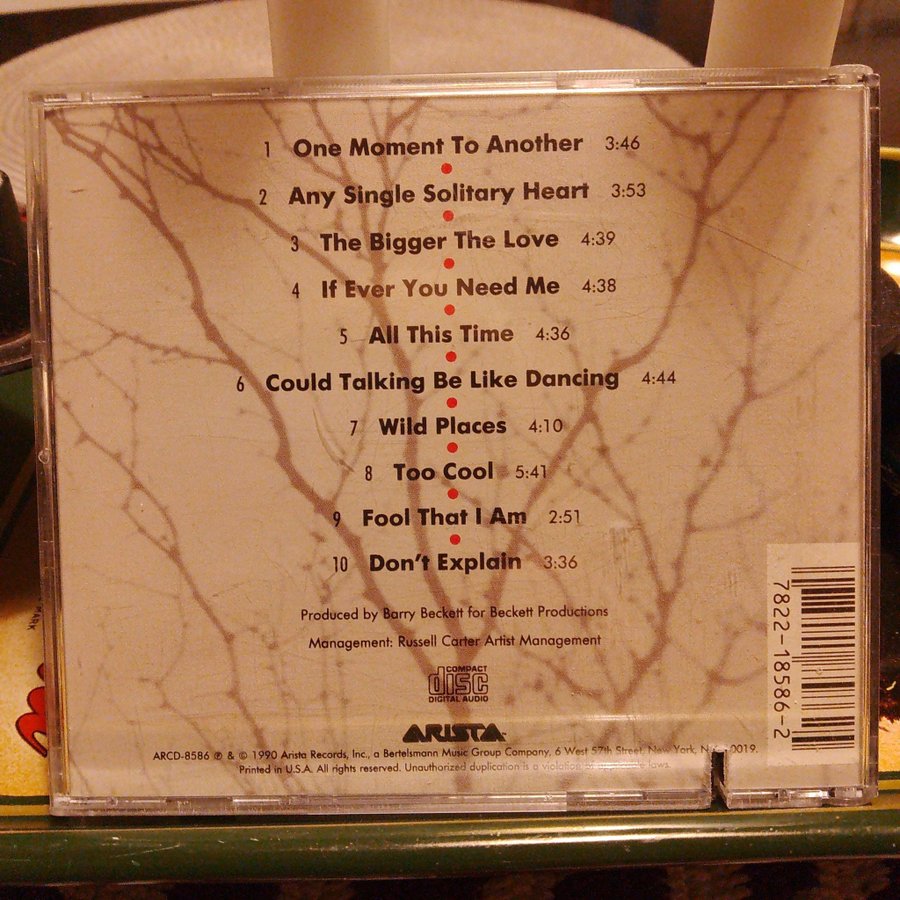 1 One Moment To Another 3:46
2 Any Single Solitary Heart 3:53
3 The Bigger The Love 4:39
4 If Ever You Need Me 4:38
5 All This Time 4:36
6 Could Talking Be Like Dancing 4:44
7 Wild Places 4:10
8 Too Cool 5:41
9 Fool That I Am 2:51
10 Don't Explain 3:36
Produced by Barry Beckett for Beckett Productions
Management: Russell Carter Artist Management
COMPACT
disc
DIGITAL AUDIO
ARISTA
ARCD-8586 ℗ & © 1990 Arista Records, Inc., a Bertelsmann Music Group Company, 6 West 57th Street, New York, 0019.
Printed in U.S.A. All rights reserved. Unauthorized duplication is a violation of applicable laws.
7822-18586-2
MARK